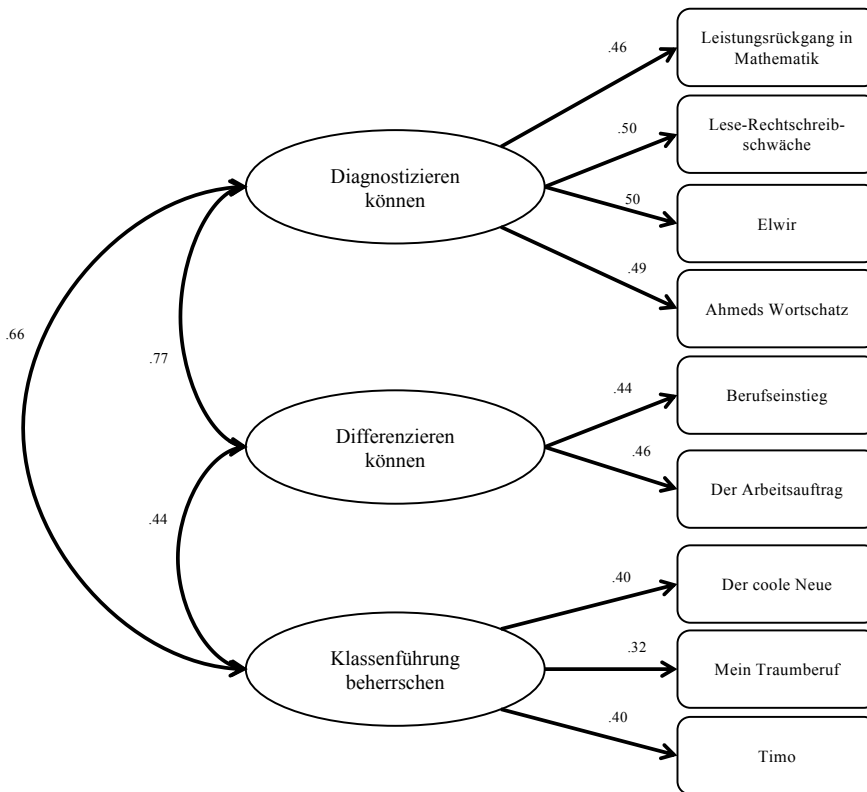 .46
Leistungsrückgang in
Mathematik
.50
Lese-Rechtschreib-
schwäche
Diagnostizieren
können
.50
Elwir
.49
Ahmeds Wortschatz
.66
.77
.44
Berufseinstieg
Differenzieren
können
.46
Der Arbeitsauftrag
.44
.40
Der coole Neue
Klassenführung
beherrschen
.32
Mein Traumberuf
.40
Timo